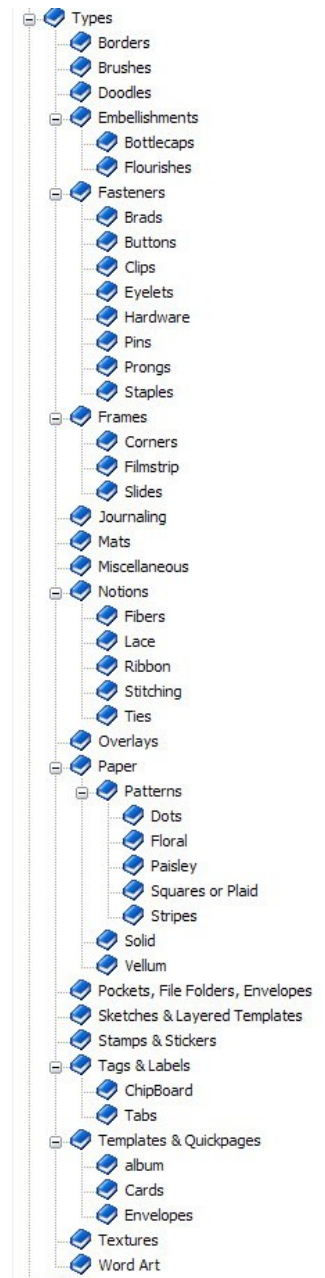 Types
Borders
Brushes
Doodles
Embellishments
Bottlecaps
Flourishes
Fasteners
Brads
Buttons
Clips
Eyelets
Hardware
Pins
Prongs
Staples
Frames
Corners
Filmstrip
Slides
Journaling
Mats
Miscellaneous
Notions
Fibers
Lace
Ribbon
Stitching
Ties
Overlays
Paper
Patterns
Dots
Floral
Paisley
Squares or Plaid
Stripes
Solid
Vellum
Pockets, File Folders, Envelopes
Sketches & Layered Templates
Stamps & Stickers
Tags & Labels
ChipBoard
Tabs
Templates & Quickpages
album
Cards
Envelopes
Textures
Word Art